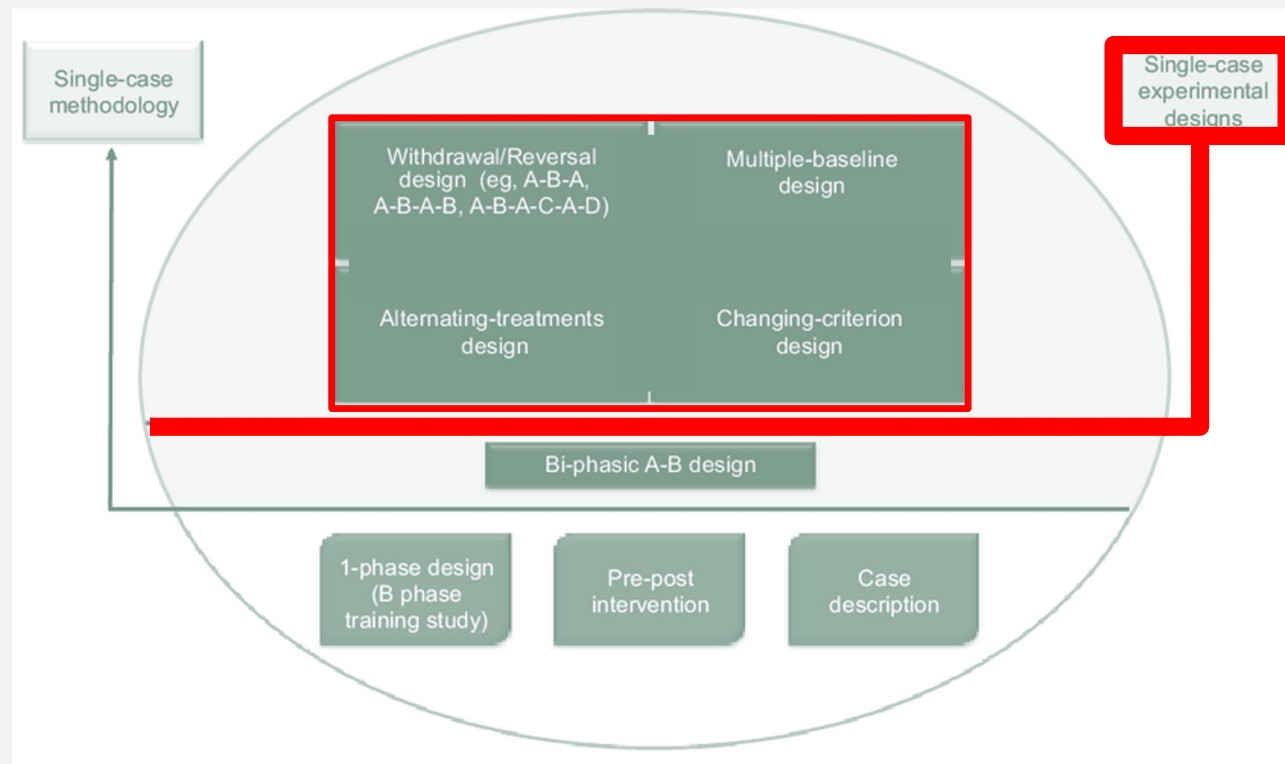 Single-case
methodology
Single-case
experimental
designs
Withdrawal/Reversal
design (eg, A-B-A,
A-B-A-B, A-B-A-C-A-D)
Multiple-baseline
design
Alternating-treatments
design
Changing-criterion
design
Bi-phasic A-B design
1-phase design
(B phase
training study)
Pre-post
intervention
Case
description